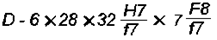 D - 6 × 28 × 32 H7/f7 × 7 F8/f7